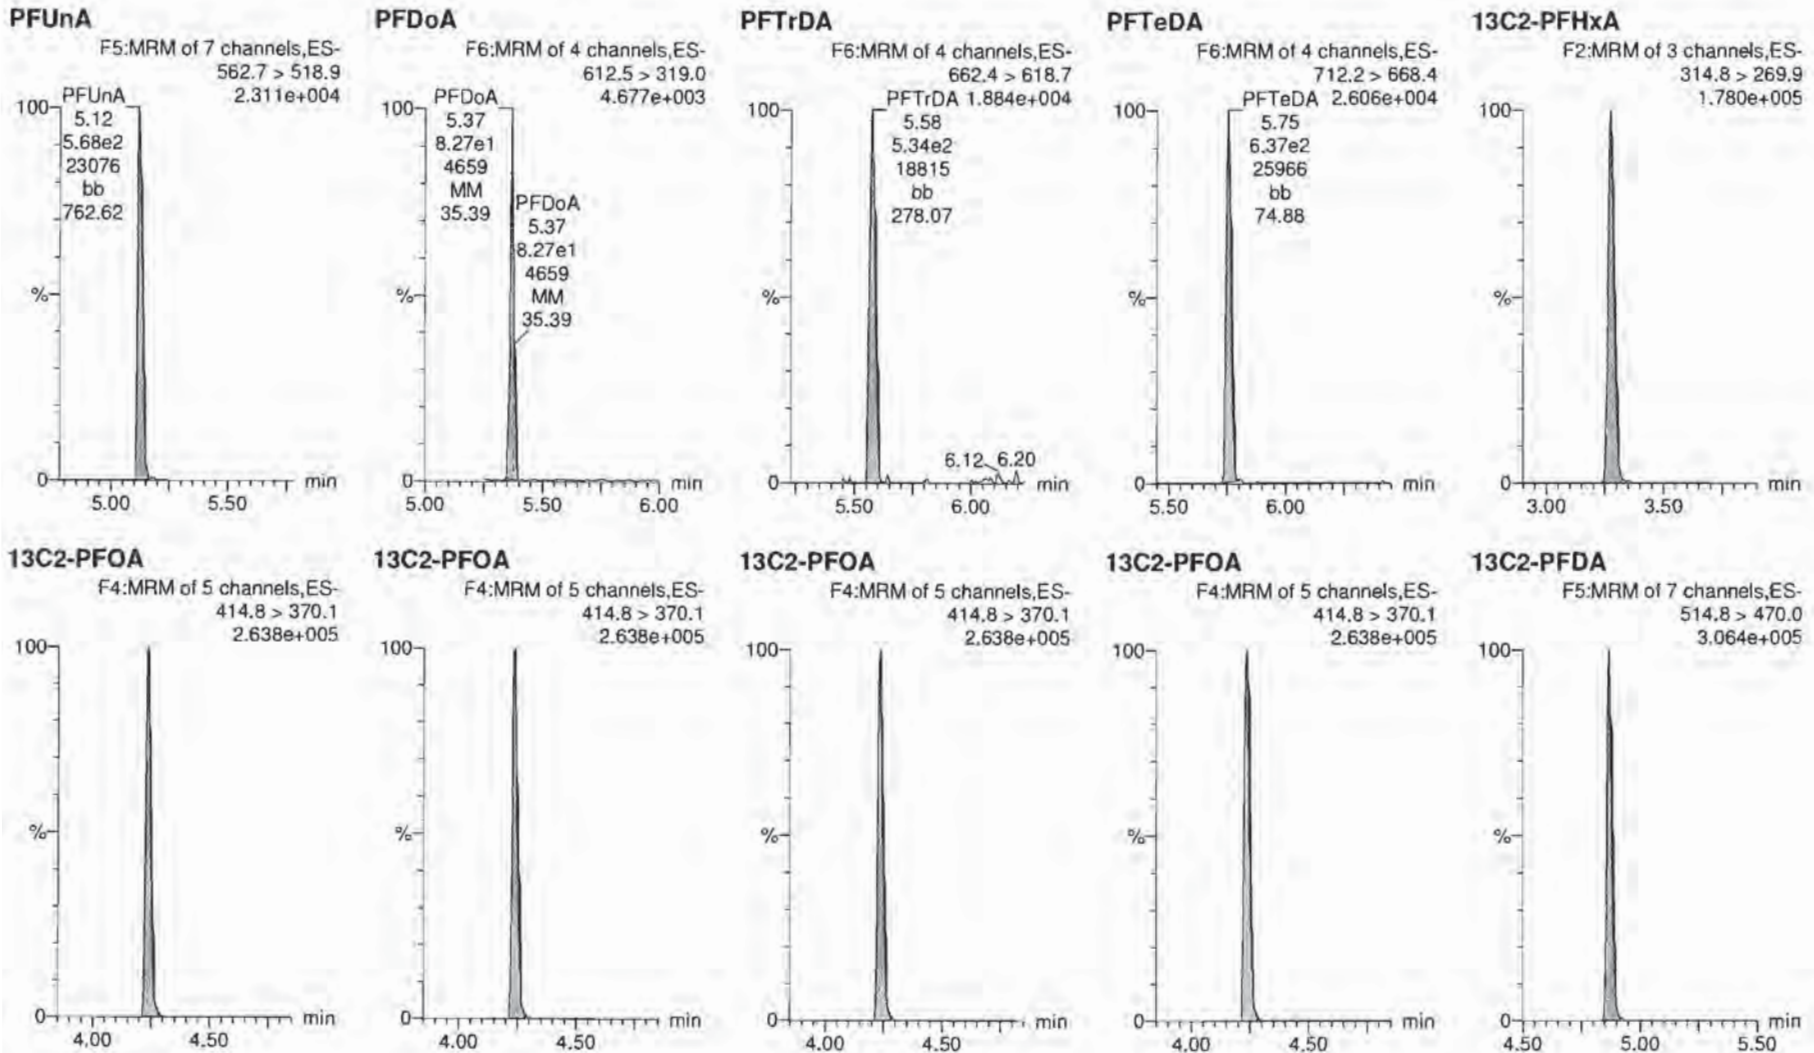 PFUnA
F5:MRM of 7 channels,ES-
562.7 > 518.9
2.311e+004
100
PFUnA
5.12
5.68e2
23076
bb
762.62
%
0
min
5.00 5.50
PFDoA
F6:MRM of 4 channels,ES-
612.5 > 319.0
4.677e+003
100
PFDoA
5.37
8.27e1
4659
MM
35.39
PFDoA
5.37
8.27e1
4659
MM
35.39
%
0
min
5.00 5.50 6.00
PFTrDA
F6:MRM of 4 channels,ES-
662.4 > 618.7
PFTrDA 1.884e+004
100
5.58
5.34e2
18815
bb
278.07
%
6.12 6.20
0
min
5.50 6.00
PFTeDA
F6:MRM of 4 channels,ES-
712.2 > 668.4
PFTeDA 2.606e+004
100
5.75
6.37e2
25966
bb
74.88
%
0
min
5.50 6.00
13C2-PFHxA
F2:MRM of 3 channels,ES-
314.8 > 269.9
1.780e+005
100
%
0
min
3.00 3.50
13C2-PFOA
F4:MRM of 5 channels,ES-
414.8 > 370.1
2.638e+005
100
%
0
min
4.00 4.50
13C2-PFOA
F4:MRM of 5 channels,ES-
414.8 > 370.1
2.638e+005
100
%
0
min
4.00 4.50
13C2-PFOA
F4:MRM of 5 channels,ES-
414.8 > 370.1
2.638e+005
100
%
0
min
4.00 4.50
13C2-PFOA
F4:MRM of 5 channels,ES-
414.8 > 370.1
2.638e+005
100
%
0
min
4.00 4.50
13C2-PFDA
F5:MRM of 7 channels,ES-
514.8 > 470.0
3.064e+005
100
%
0
min
4.50 5.00 5.50